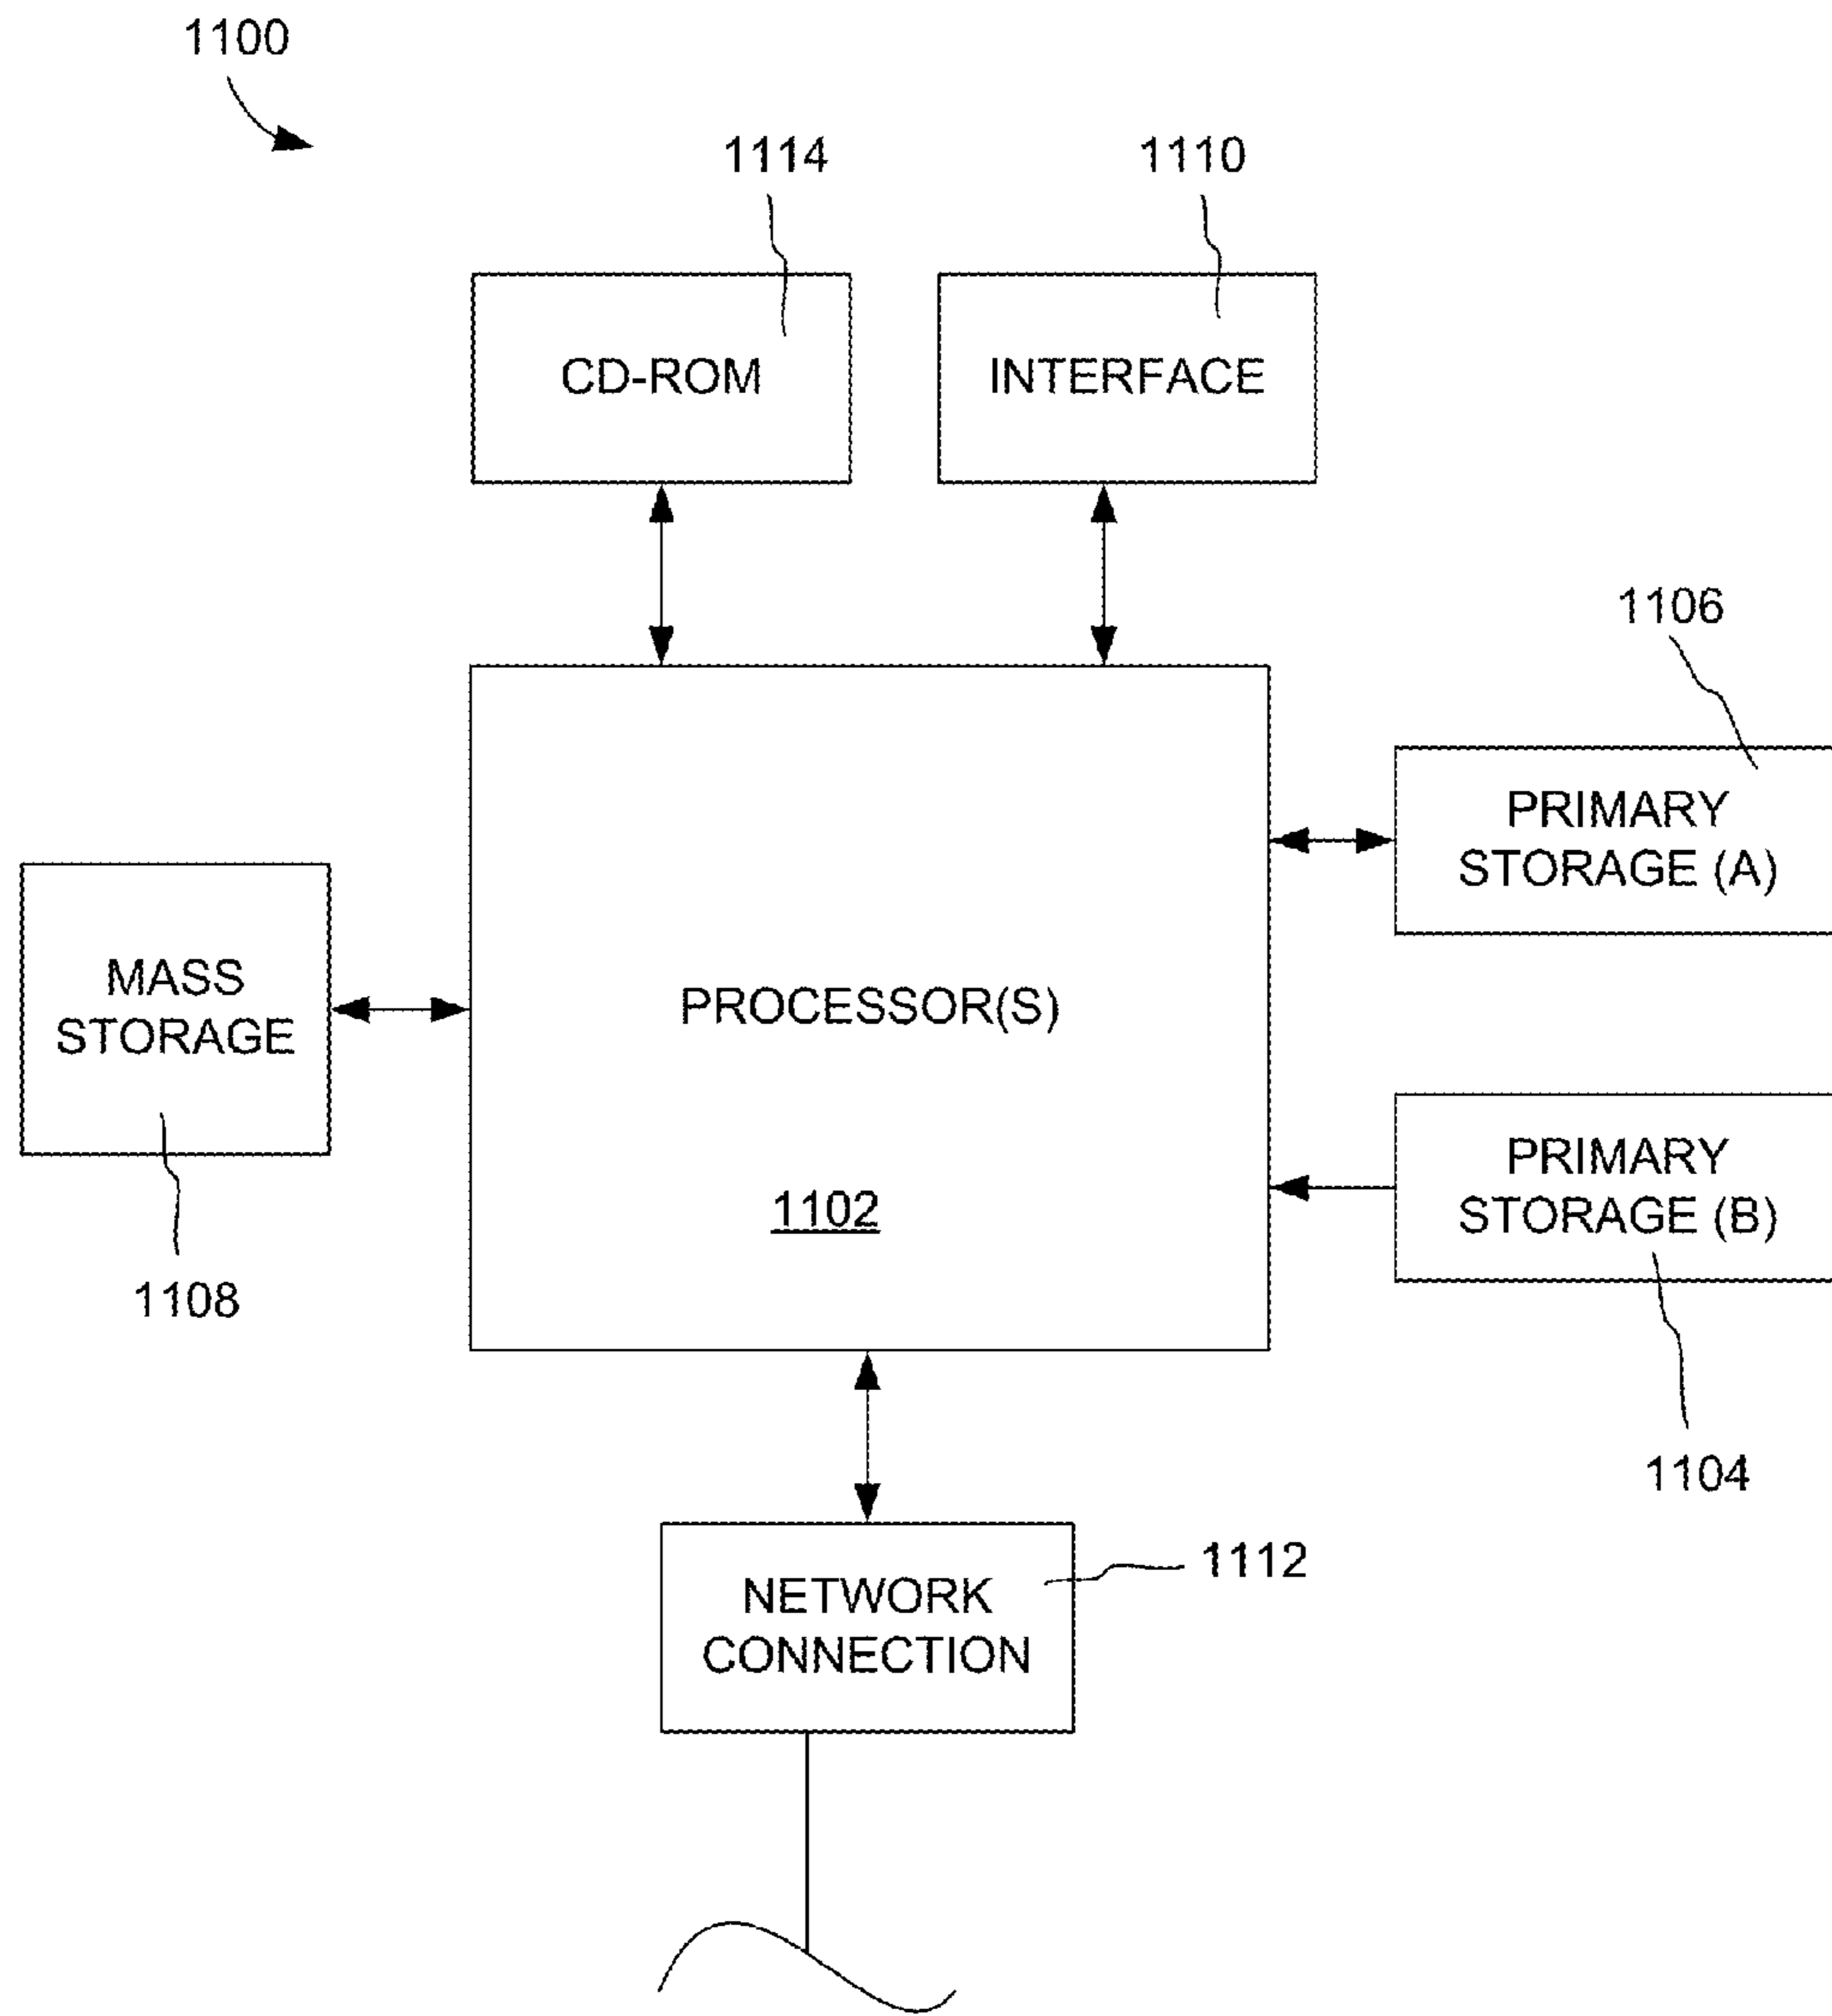 1100
1114
1110
CD-ROM
INTERFACE
1106
PRIMARY
STORAGE (A)
MASS
STORAGE
PROCESSOR(S)
PRIMARY
STORAGE (B)
1102
1108
1104
1112
NETWORK
CONNECTION